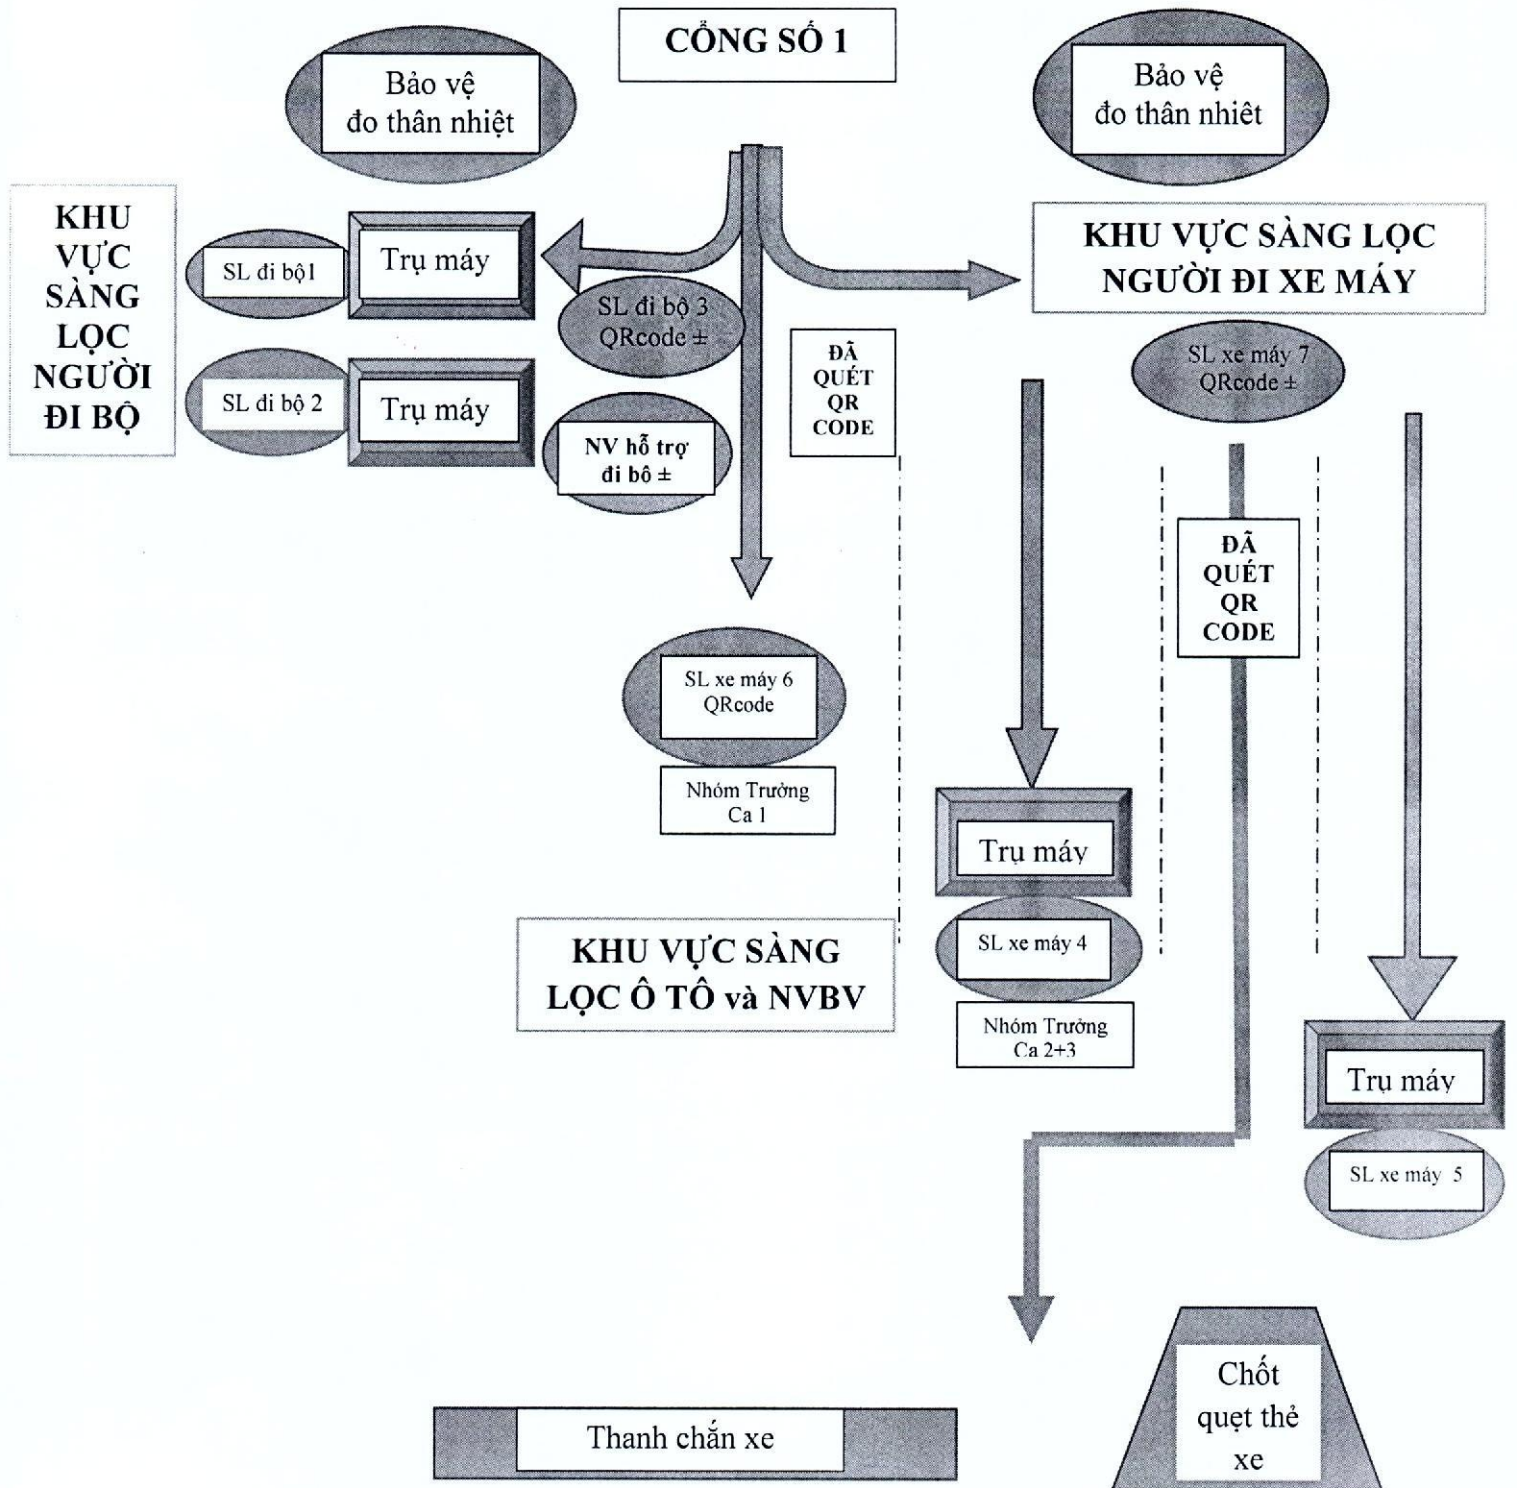 CỔNG SỐ 1
Bảo vệ
đo thân nhiệt
Bảo vệ
đo thân nhiêt
KHU
VỰC
SÀNG
LỌC
NGƯỜI
ĐI BỘ
SL đi bộ1
Trụ máy
SL đi bộ 3
QRcode ±
SL đi bộ 2
Trụ máy
NV hỗ trợ
đi bô ±
KHU VỰC SÀNG LỌC
NGƯỜI ĐI XE MÁY
ĐÃ
QUÉT
QR
CODE
SL xe máy 7
QRcode ±
ĐÃ
QUÉT
QR
CODE
SL xe máy 6
QRcode
Nhóm Trưởng
Ca 1
Trụ máy
SL xe máy 4
Nhóm Trưởng
Ca 2+3
KHU VỰC SÀNG
LỌC Ô TÔ và NVBV
Trụ máy
SL xe máy 5
Thanh chắn xe
Chốt
quẹt thẻ
xe